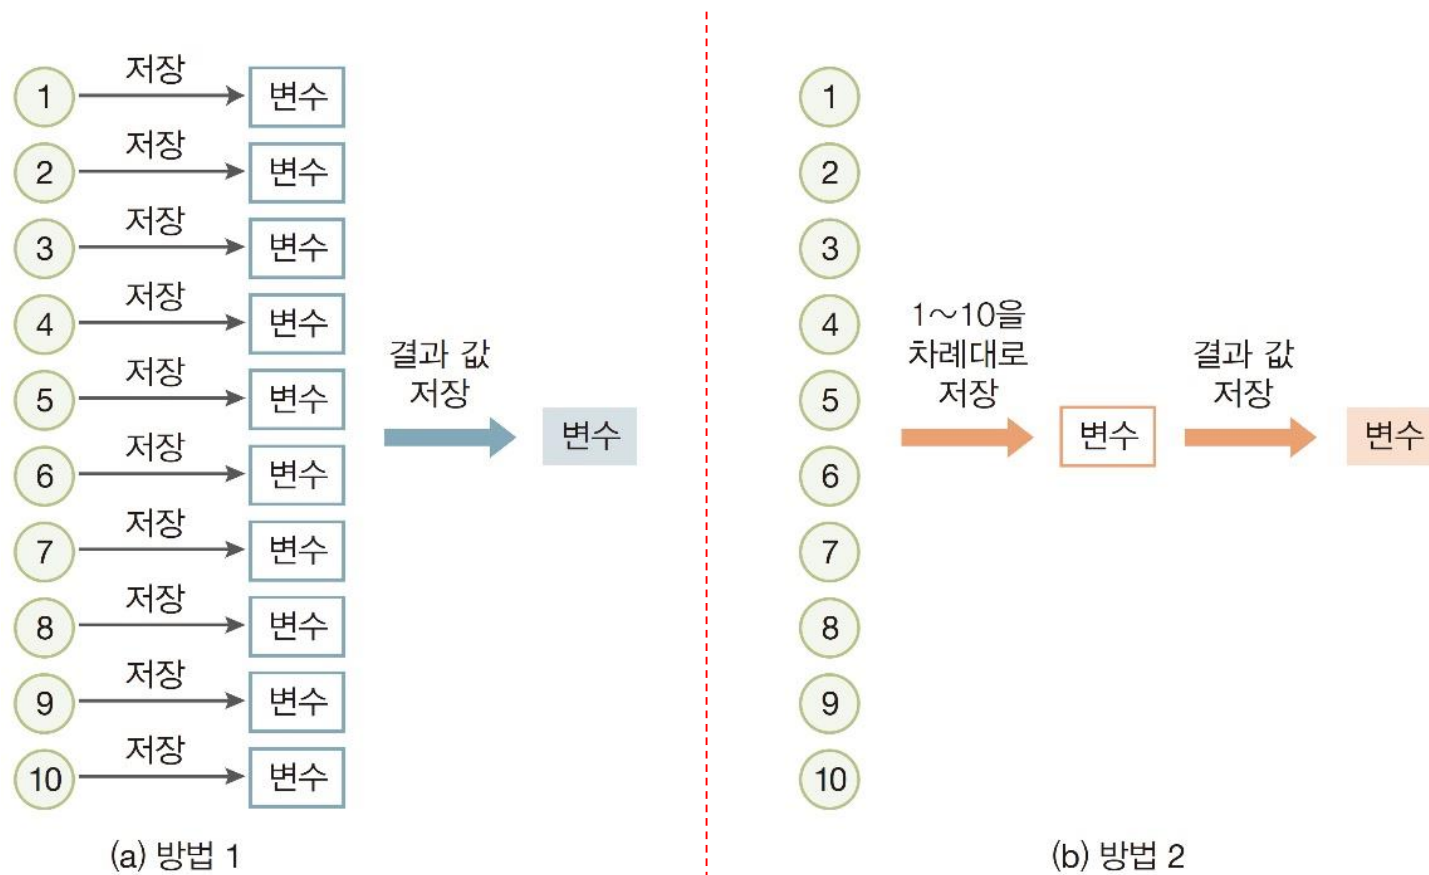 저장
1 변수
저장
2 변수
저장
3 변수
저장
4 변수
저장
5 변수
저장
6 변수
저장
7 변수
저장
8 변수
저장
9 변수
저장
10 변수
결과 값
저장
변수
(a) 방법 1
1
2
3
4
5
6
7
8
9
10
1~10을
차례대로
저장
변수
결과 값
저장
변수
(b) 방법 2